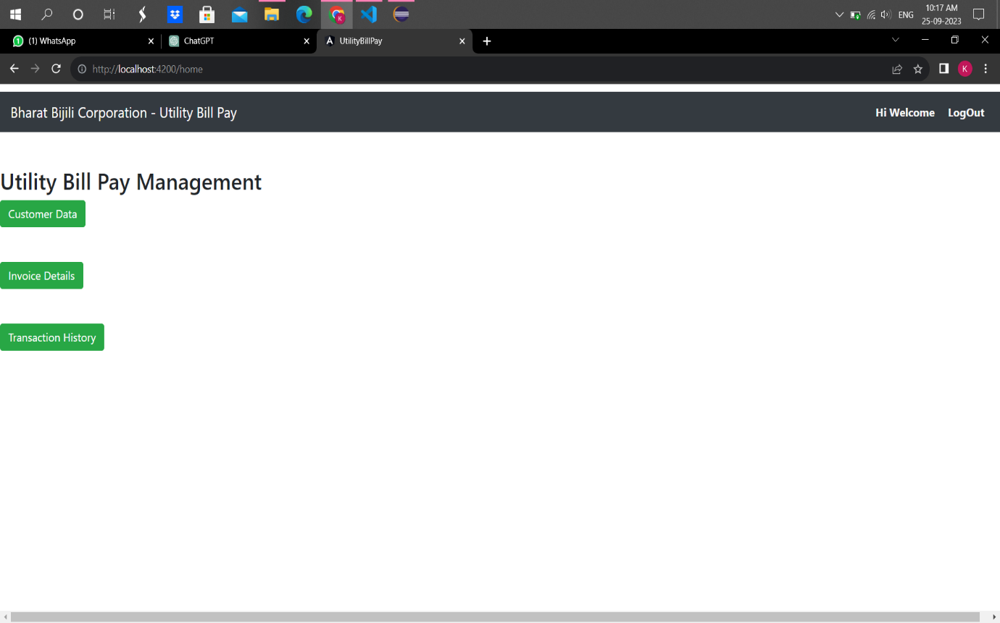 10:17 AM
ENG
25-09-2023
(1) WhatsApp
ChatGPT
UtilityBillPay
http://localhost:4200/home
K
Bharat Bijili Corporation - Utility Bill Pay
Hi Welcome
LogOut
Utility Bill Pay Management
Customer Data
Invoice Details
Transaction History